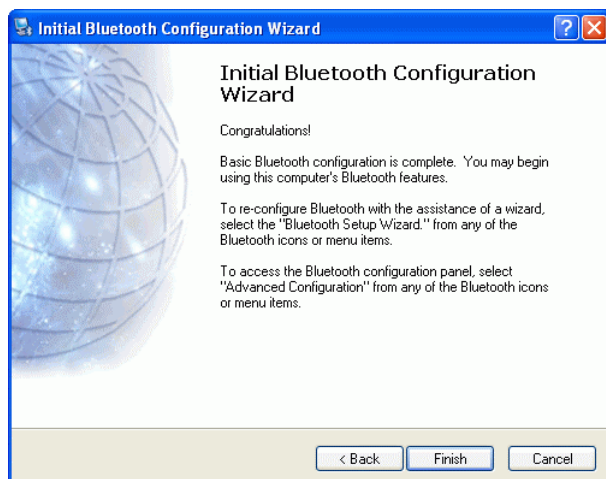 Initial Bluetooth Configuration Wizard
Initial Bluetooth Configuration
Wizard
Congratulations!
Basic Bluetooth configuration is complete. You may begin
using this computer's Bluetooth features.
To re-configure Bluetooth with the assistance of a wizard,
select the "Bluetooth Setup Wizard." from any of the
Bluetooth icons or menu items.
To access the Bluetooth configuration panel, select
"Advanced Configuration" from any of the Bluetooth icons
or menu items.
< Back Finish Cancel